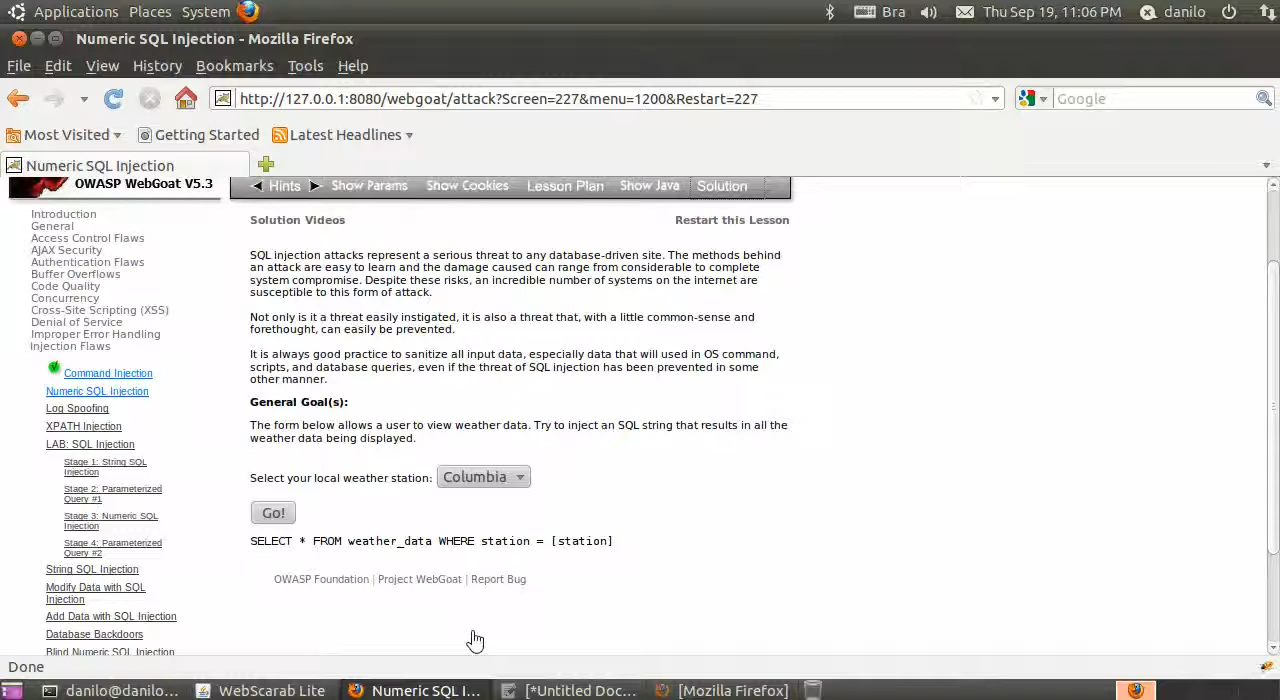 Applications Places System Bra Thu Sep 19, 11:06 PM danilo
Numeric SQL Injection - Mozilla Firefox
File Edit View History Bookmarks Tools Help
http://127.0.0.1:8080/webgoat/attack?Screen=227&menu=1200&Restart=227 Google
Most Visited Getting Started Latest Headlines
Numeric SQL Injection
OWASP WebGoat V5.3
Hints Show Params Show Cookies Lesson Plan Show Java Solution
Introduction
General
Access Control Flaws
AJAX Security
Authentication Flaws
Buffer Overflows
Code Quality
Concurrency
Cross-Site Scripting (XSS)
Denial of Service
Improper Error Handling
Injection Flaws
Command Injection
Numeric SQL Injection
Log Spoofing
XPATH Injection
LAB: SQL Injection
Stage 1: String SQL
Injection
Stage 2: Parameterized
Query #1
Stage 3: Numeric SQL
Injection
Stage 4: Parameterized
Query #2
String SQL Injection
Modify Data with SQL
Injection
Add Data with SQL Injection
Database Backdoors
Blind Numeric SQL Injection
Solution Videos Restart this Lesson
SQL injection attacks represent a serious threat to any database-driven site. The methods behind
an attack are easy to learn and the damage caused can range from considerable to complete
system compromise. Despite these risks, an incredible number of systems on the internet are
susceptible to this form of attack.
Not only is it a threat easily instigated, it is also a threat that, with a little common-sense and
forethought, can easily be prevented.
It is always good practice to sanitize all input data, especially data that will used in OS command,
scripts, and database queries, even if the threat of SQL injection has been prevented in some
other manner.
General Goal(s):
The form below allows a user to view weather data. Try to inject an SQL string that results in all the
weather data being displayed.
Select your local weather station: Columbia
Go!
SELECT * FROM weather_data WHERE station = [station]
OWASP Foundation | Project WebGoat | Report Bug
Done
danilo@danilo... WebScarab Lite Numeric SQL I... [*Untitled Doc... [Mozilla Firefox]